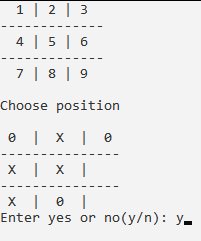 1 | 2 | 3
--------------
4 | 5 | 6
--------------
7 | 8 | 9
Choose position
0 | X | 0
----------------
X | X |
----------------
X | 0 |
Enter yes or no(y/n): y